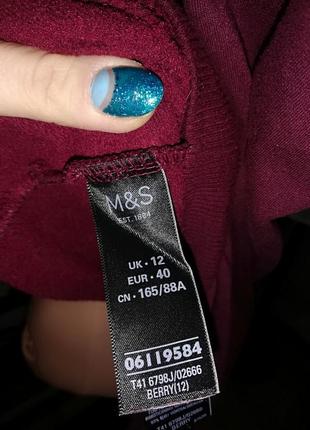 M&S
EST. 1884
UK · 12
EUR · 40
CN · 165/88A
06119584
T41 6798J/02666
BERRY(12)